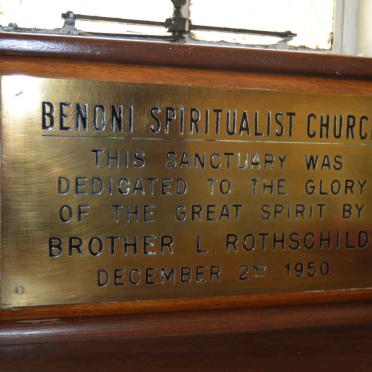 BENONI SPIRITUALIST CHURCH
THIS SANCTUARY WAS
DEDICATED TO THE GLORY
OF THE GREAT SPIRIT BY
BROTHER L. ROTHSCHILD
DECEMBER 2ND 1950.